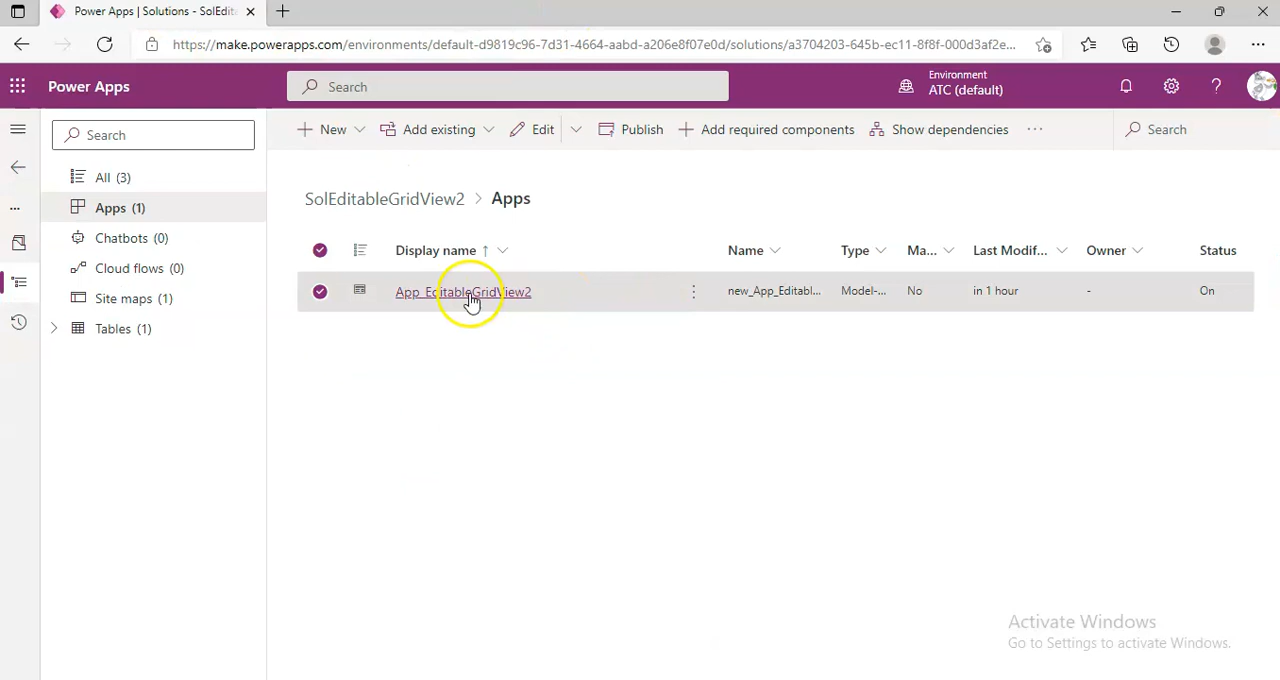 Power Apps | Solutions - SolEdit
https://make.powerapps.com/environments/default-d9819c96-7d31-4664-aabd-a206e8f07e0d/solutions/a3704203-645b-ec11-8f8f-000d3af2e...
Power Apps
Search
Environment
ATC (default)
?
Search
New
Add existing
Edit
Publish
Add required components
Show dependencies
...
Search
All (3)
Apps (1)
Chatbots (0)
Cloud flows (0)
Site maps (1)
Tables (1)
SolEditableGridView2 > Apps
Display name ↑
Name
Type
Ma...
Last Modif...
Owner
Status
App_EditableGridView2
new_App_Editabl...
Model-...
No
in 1 hour
-
On
Activate Windows
Go to Settings to activate Windows.